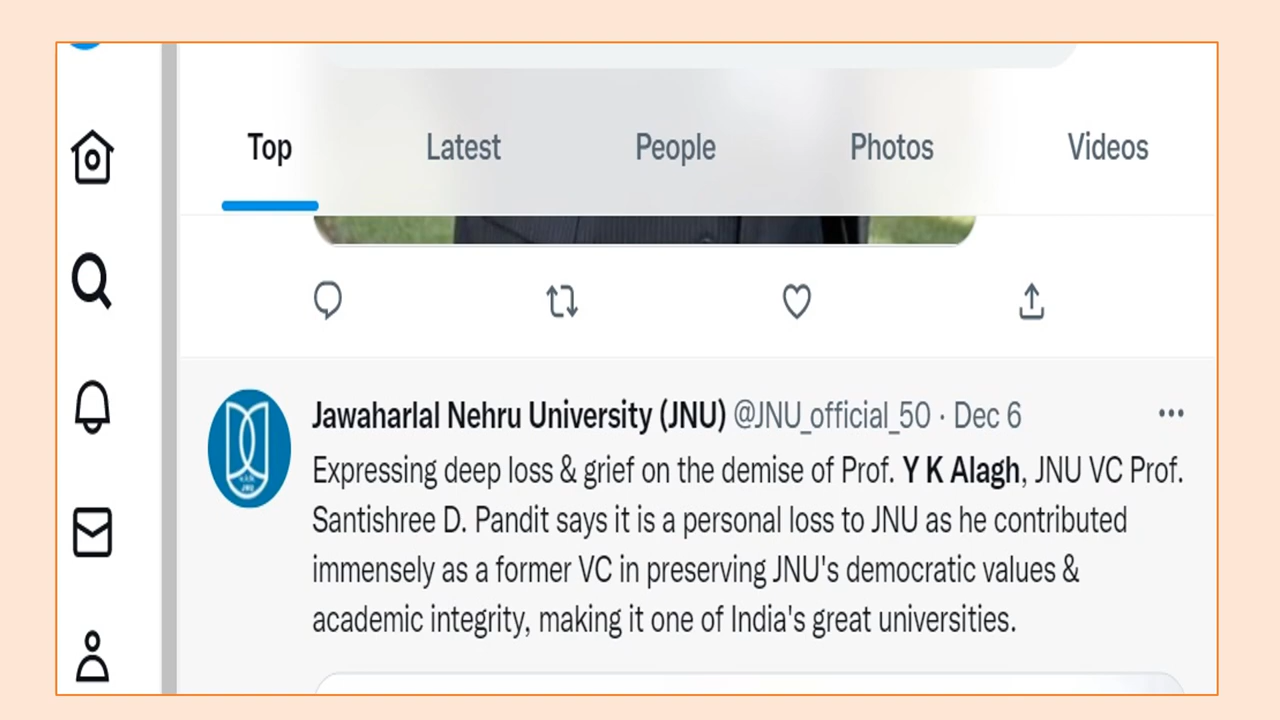 Top Latest People Photos Videos
Jawaharlal Nehru University (JNU) @JNU_official_50 · Dec 6
Expressing deep loss & grief on the demise of Prof. Y K Alagh, JNU VC Prof.
Santishree D. Pandit says it is a personal loss to JNU as he contributed
immensely as a former VC in preserving JNU's democratic values &
academic integrity, making it one of India's great universities.